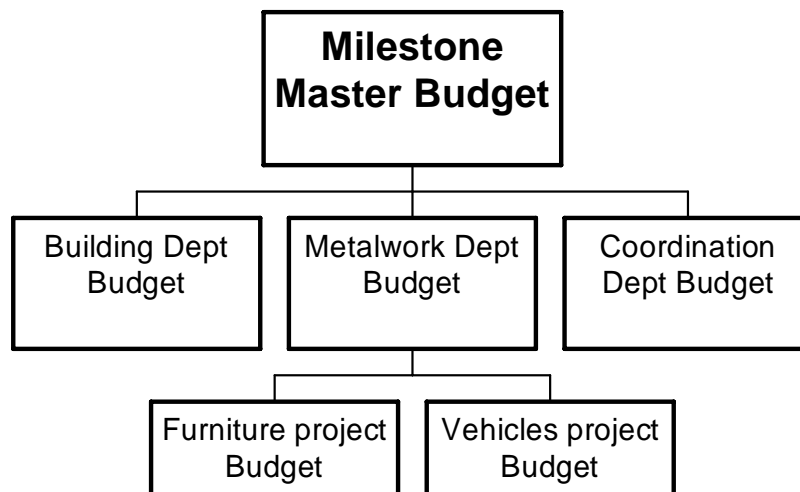 Milestone
Master Budget
Building Dept
Budget
Metalwork Dept
Budget
Coordination
Dept Budget
Furniture project
Budget
Vehicles project
Budget